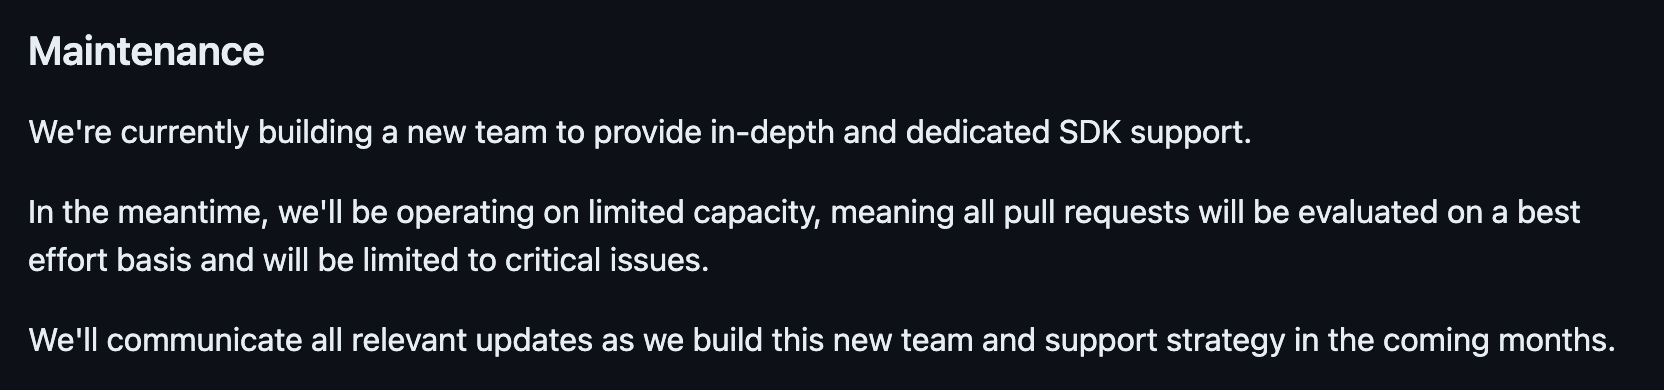 Maintenance
We're currently building a new team to provide in-depth and dedicated SDK support.
In the meantime, we'll be operating on limited capacity, meaning all pull requests will be evaluated on a best
effort basis and will be limited to critical issues.
We'll communicate all relevant updates as we build this new team and support strategy in the coming months.